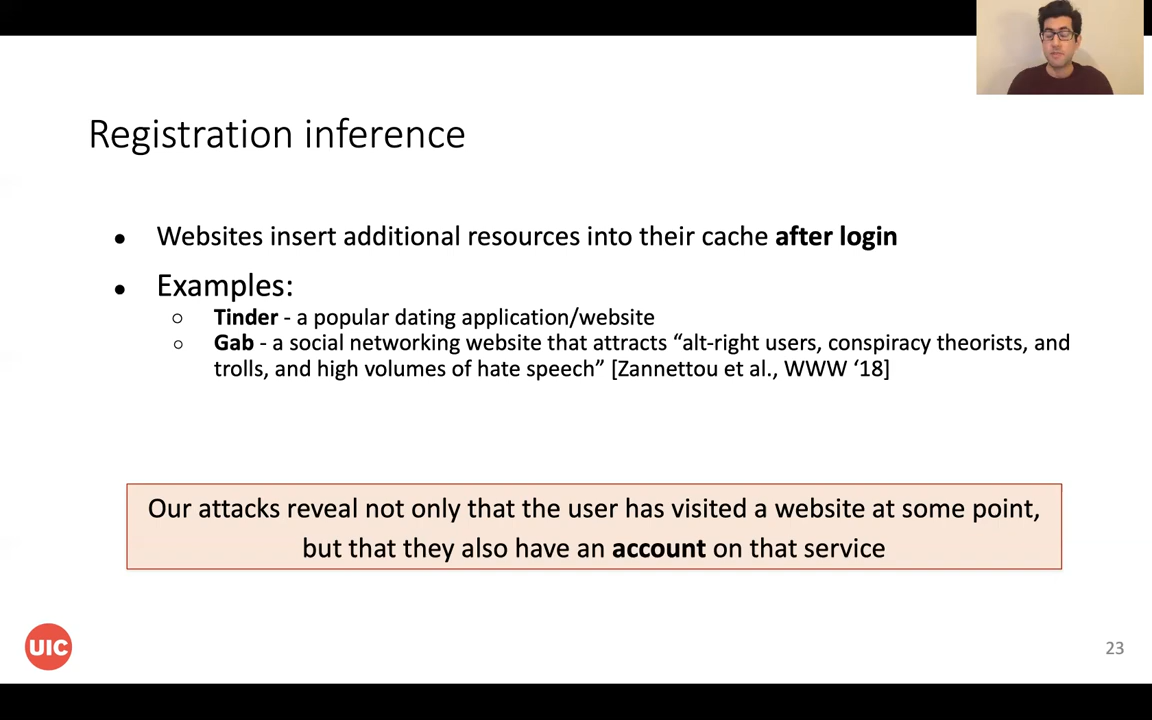 Registration inference
● Websites insert additional resources into their cache after login
● Examples:
○ Tinder - a popular dating application/website
○ Gab - a social networking website that attracts “alt-right users, conspiracy theorists, and
trolls, and high volumes of hate speech” [Zannettou et al., WWW ‘18]
Our attacks reveal not only that the user has visited a website at some point,
but that they also have an account on that service
UIC
23